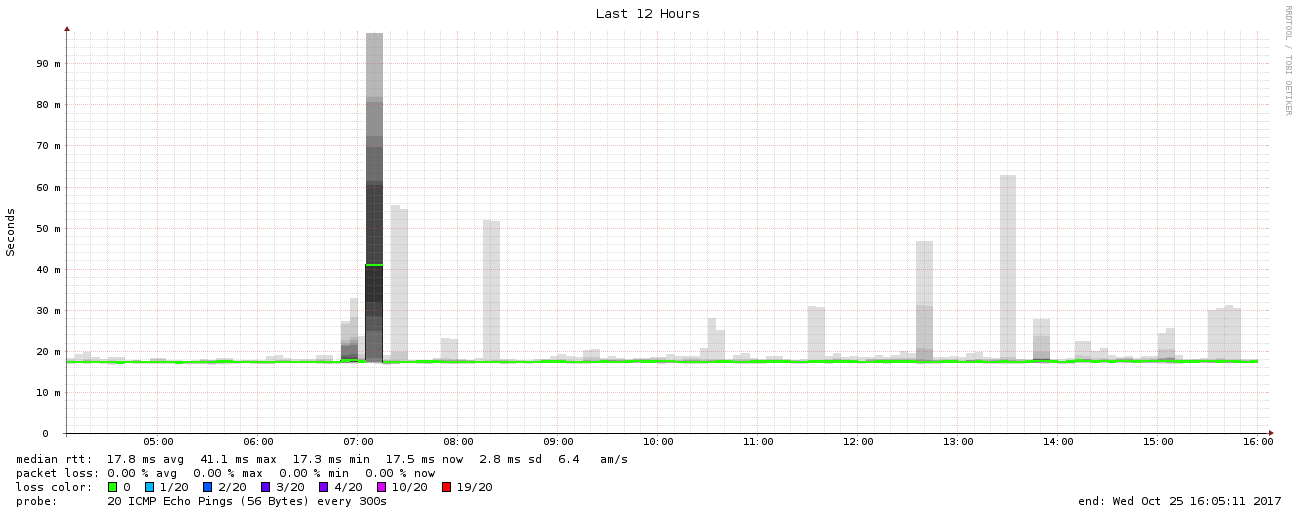 Last 12 Hours
RRDTOOL / TOBI OETIKER
Seconds
90 m
80 m
70 m
60 m
50 m
40 m
30 m
20 m
10 m
0
05:00 06:00 07:00 08:00 09:00 10:00 11:00 12:00 13:00 14:00 15:00 16:00
median rtt: 17.8 ms avg 41.1 ms max 17.3 ms min 17.5 ms now 2.8 ms sd 6.4 am/s
packet loss: 0.00 % avg 0.00 % max 0.00 % min 0.00 % now
loss color: 0 1/20 2/20 3/20 4/20 10/20 19/20
probe: 20 ICMP Echo Pings (56 Bytes) every 300s end: Wed Oct 25 16:05:11 2017